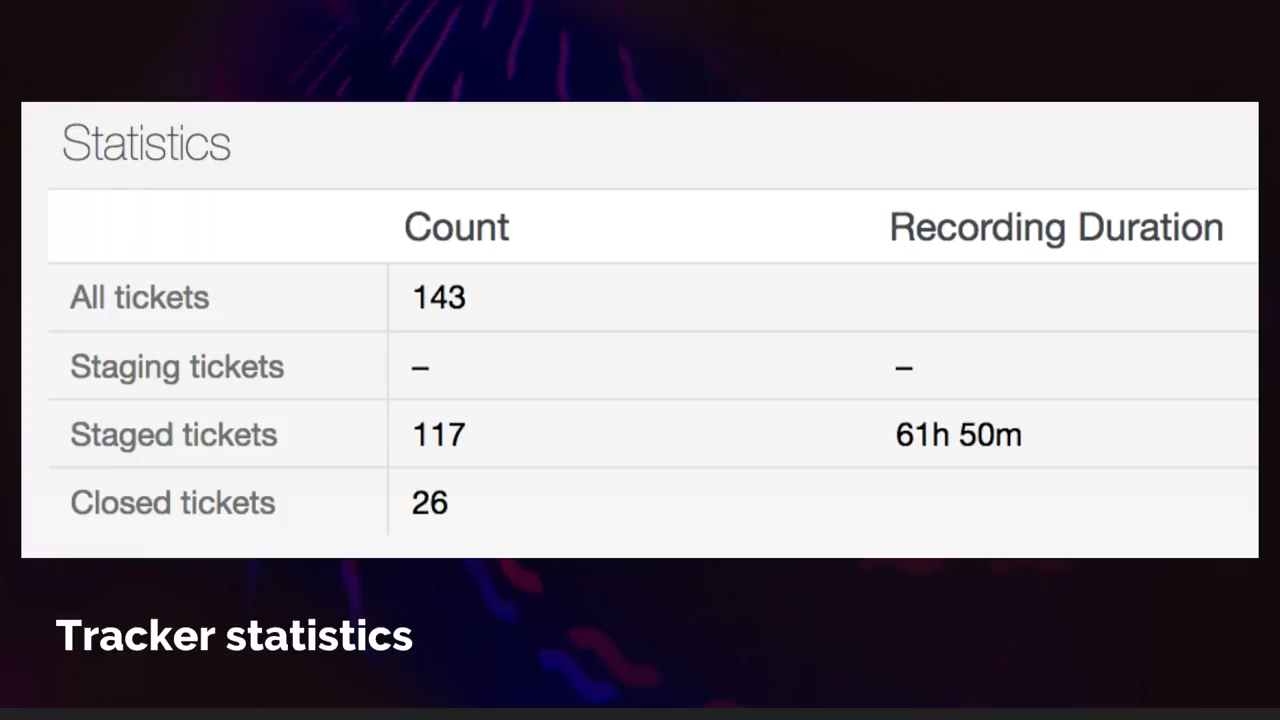 Statistics
Count Recording Duration
All tickets 143
Staging tickets – –
Staged tickets 117 61h 50m
Closed tickets 26
Tracker statistics